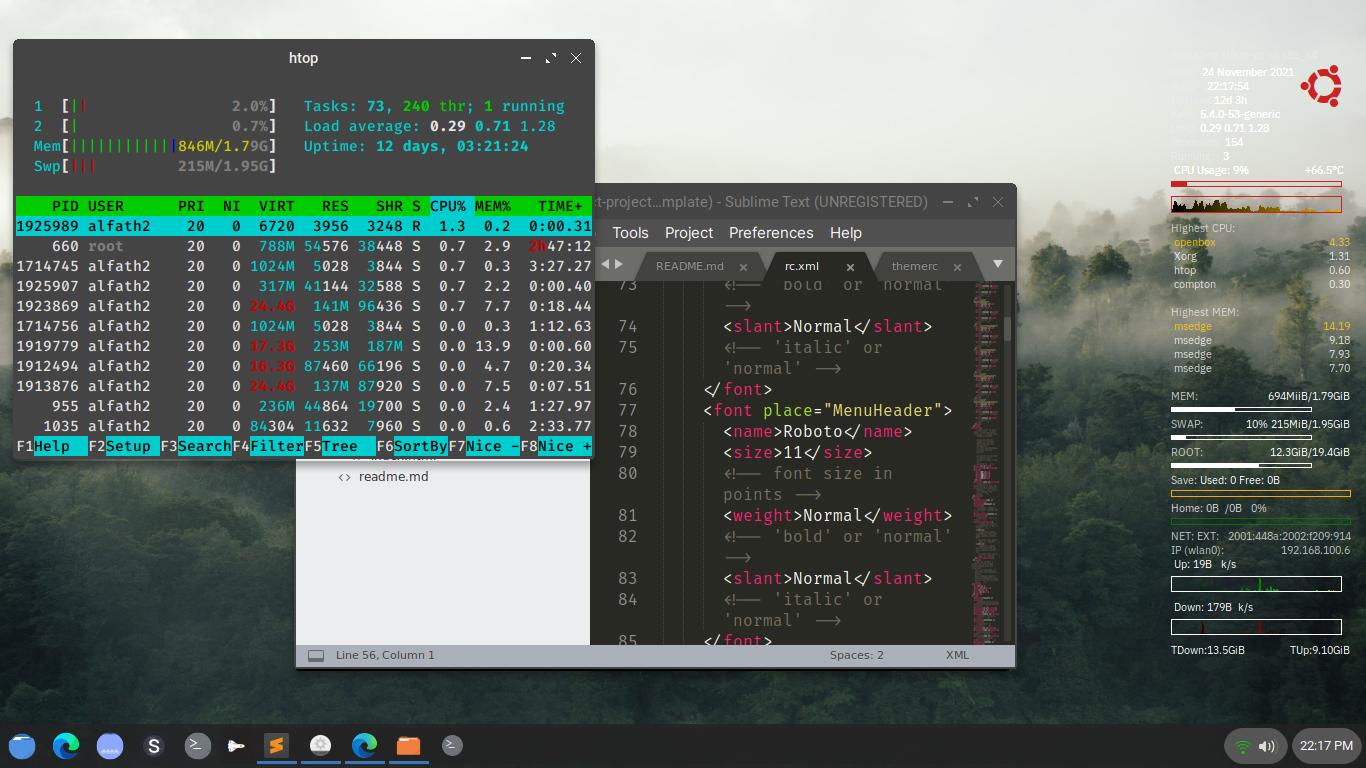 htop
1 [|| 2.0%] Tasks: 73, 240 thr; 1 running
2 [| 0.7%] Load average: 0.29 0.71 1.28
Mem[||||||||||||846M/1.79G] Uptime: 12 days, 03:21:24
Swp[||| 215M/1.95G]
PID USER PRI NI VIRT RES SHR S CPU% MEM% TIME+
1925989 alfath2 20 0 6720 3956 3248 R 1.3 0.2 0:00.31
660 root 20 0 788M 54576 38448 S 0.7 2.9 2h47:12
1714745 alfath2 20 0 1024M 5028 3844 S 0.7 0.3 3:27.27
1925907 alfath2 20 0 317M 41144 32588 S 0.7 2.2 0:00.40
1923869 alfath2 20 0 24.4G 141M 96436 S 0.7 7.7 0:18.44
1714756 alfath2 20 0 1024M 5028 3844 S 0.0 0.3 1:12.63
1919779 alfath2 20 0 17.3G 253M 187M S 0.0 13.9 0:00.60
1912494 alfath2 20 0 16.3G 87460 66196 S 0.0 4.7 0:20.34
1913876 alfath2 20 0 24.4G 137M 87920 S 0.0 7.5 0:07.51
955 alfath2 20 0 236M 44864 19700 S 0.0 2.4 1:27.97
1035 alfath2 20 0 84304 11632 7960 S 0.0 0.6 2:33.77
F1Help F2Setup F3SearchF4FilterF5Tree F6SortByF7Nice -F8Nice +
t-project...mplate) - Sublime Text (UNREGISTERED)
Tools Project Preferences Help
README.md rc.xml themerc
73 <!-- 'bold' or 'normal'
-->
74 <slant>Normal</slant>
75 <!-- 'italic' or
'normal' -->
76 </font>
77 <font place="MenuHeader">
78 <name>Roboto</name>
79 <size>11</size>
80 <!-- font size in
points -->
81 <weight>Normal</weight>
82 <!-- 'bold' or 'normal'
-->
83 <slant>Normal</slant>
84 <!-- 'italic' or
'normal' -->
85 </font>
readme.md
Line 56, Column 1 Spaces: 2 XML
24 November 2021
22:17:54
12d 3h
5.4.0-53-generic
0.29 0.71 1.28
154
Running: 3
CPU Usage: 9% +66.5°C
Highest CPU:
openbox 4.33
Xorg 1.31
htop 0.60
compton 0.30
Highest MEM:
msedge 14.19
msedge 9.18
msedge 7.93
msedge 7.70
MEM: 694MiiB/1.79GiB
SWAP: 10% 215MiB/1.95GiB
ROOT: 12.3GiB/19.4GiB
Save: Used: 0 Free: 0B
Home: 0B /0B 0%
NET: EXT: 2001:448a:2002:f209:914
IP (wlan0): 192.168.100.6
Up: 19B k/s
Down: 179B k/s
TDown:13.5GiB TUp:9.10GiB
S
22:17 PM